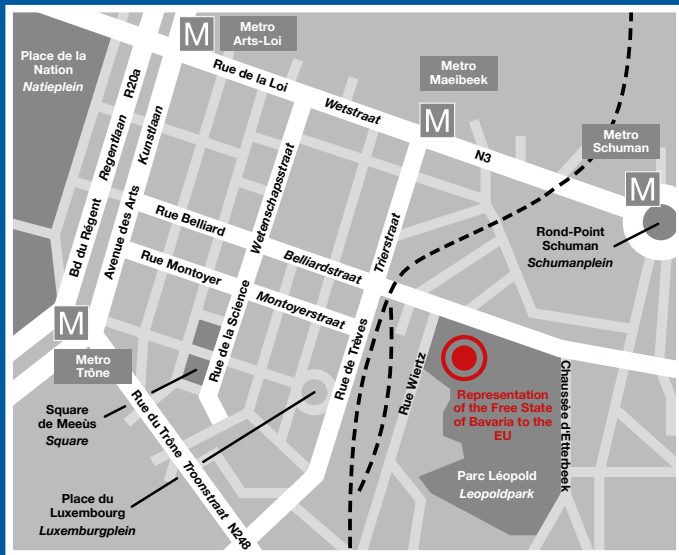 M
Metro
Arts-Loi
Place de la
Nation
Natieplein
R20a
Regentlaan
Bd du Régent
Kunstlaan
Avenue des Arts
Rue de la Loi
Wetstraat
Metro
Maeibeek
M
N3
Metro
Schuman
M
Rond-Point
Schuman
Schumanplein
Wetenschapsstraat
Rue de la Science
Trierstraat
Rue de Trèves
Rue Belliard
Belliardstraat
Rue Montoyer
Montoyerstraat
M
Metro
Trône
Square
de Meeùs
Square
Rue du Trône
Troonstraat
N248
Place du
Luxembourg
Luxemburgplein
Rue Wiertz
Representation
of the Free State
of Bavaria to the
EU
Parc Léopold
Leopoldpark
Chaussèe d'Etterbeek